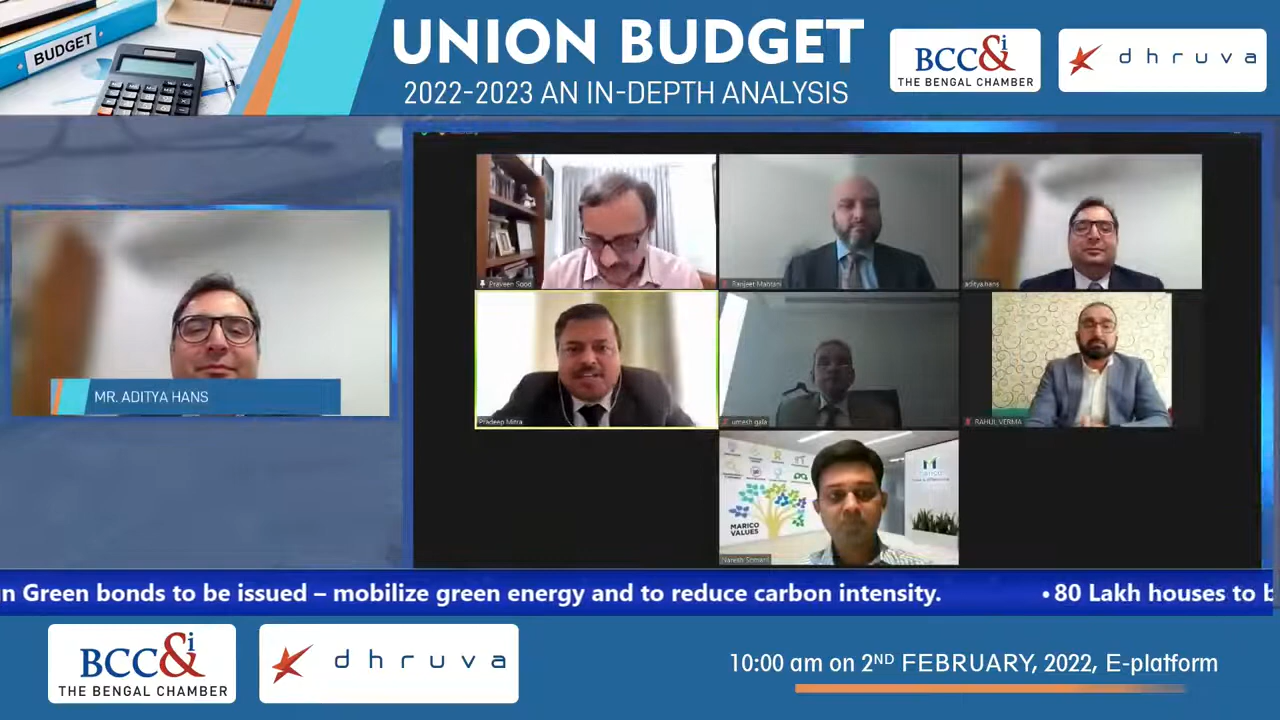 BUDGET
UNION BUDGET
2022-2023 AN IN-DEPTH ANALYSIS
BCC&i
THE BENGAL CHAMBER
dhruva
MR. ADITYA HANS
Praveen Sood
Ranjeet Mahtani
aditya.hans
Pradeep Mitra
umesh gala
RAHUL VERMA
MARICO
VALUES
Naresh Somani
n Green bonds to be issued – mobilize green energy and to reduce carbon intensity.
• 80 Lakh houses to b
BCC&i
THE BENGAL CHAMBER
dhruva
10:00 am on 2ND FEBRUARY, 2022, E-platform